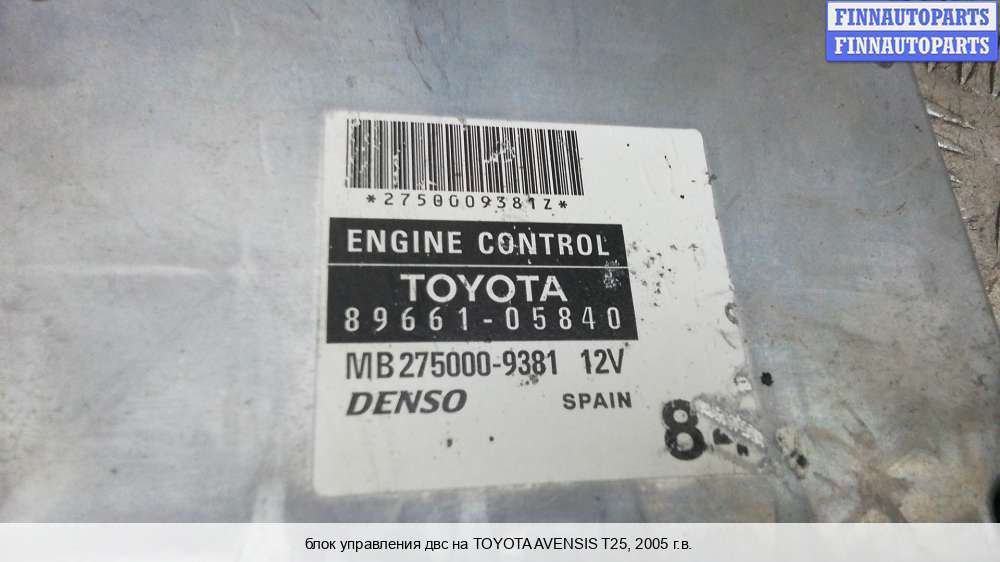 FINNAUTOPARTS
FINNAUTOPARTS
*2750009381Z*
ENGINE CONTROL
TOYOTA
89661-05840
MB275000-9381 12V
DENSO SPAIN
блок управления двс на TOYOTA AVENSIS T25, 2005 г.в.